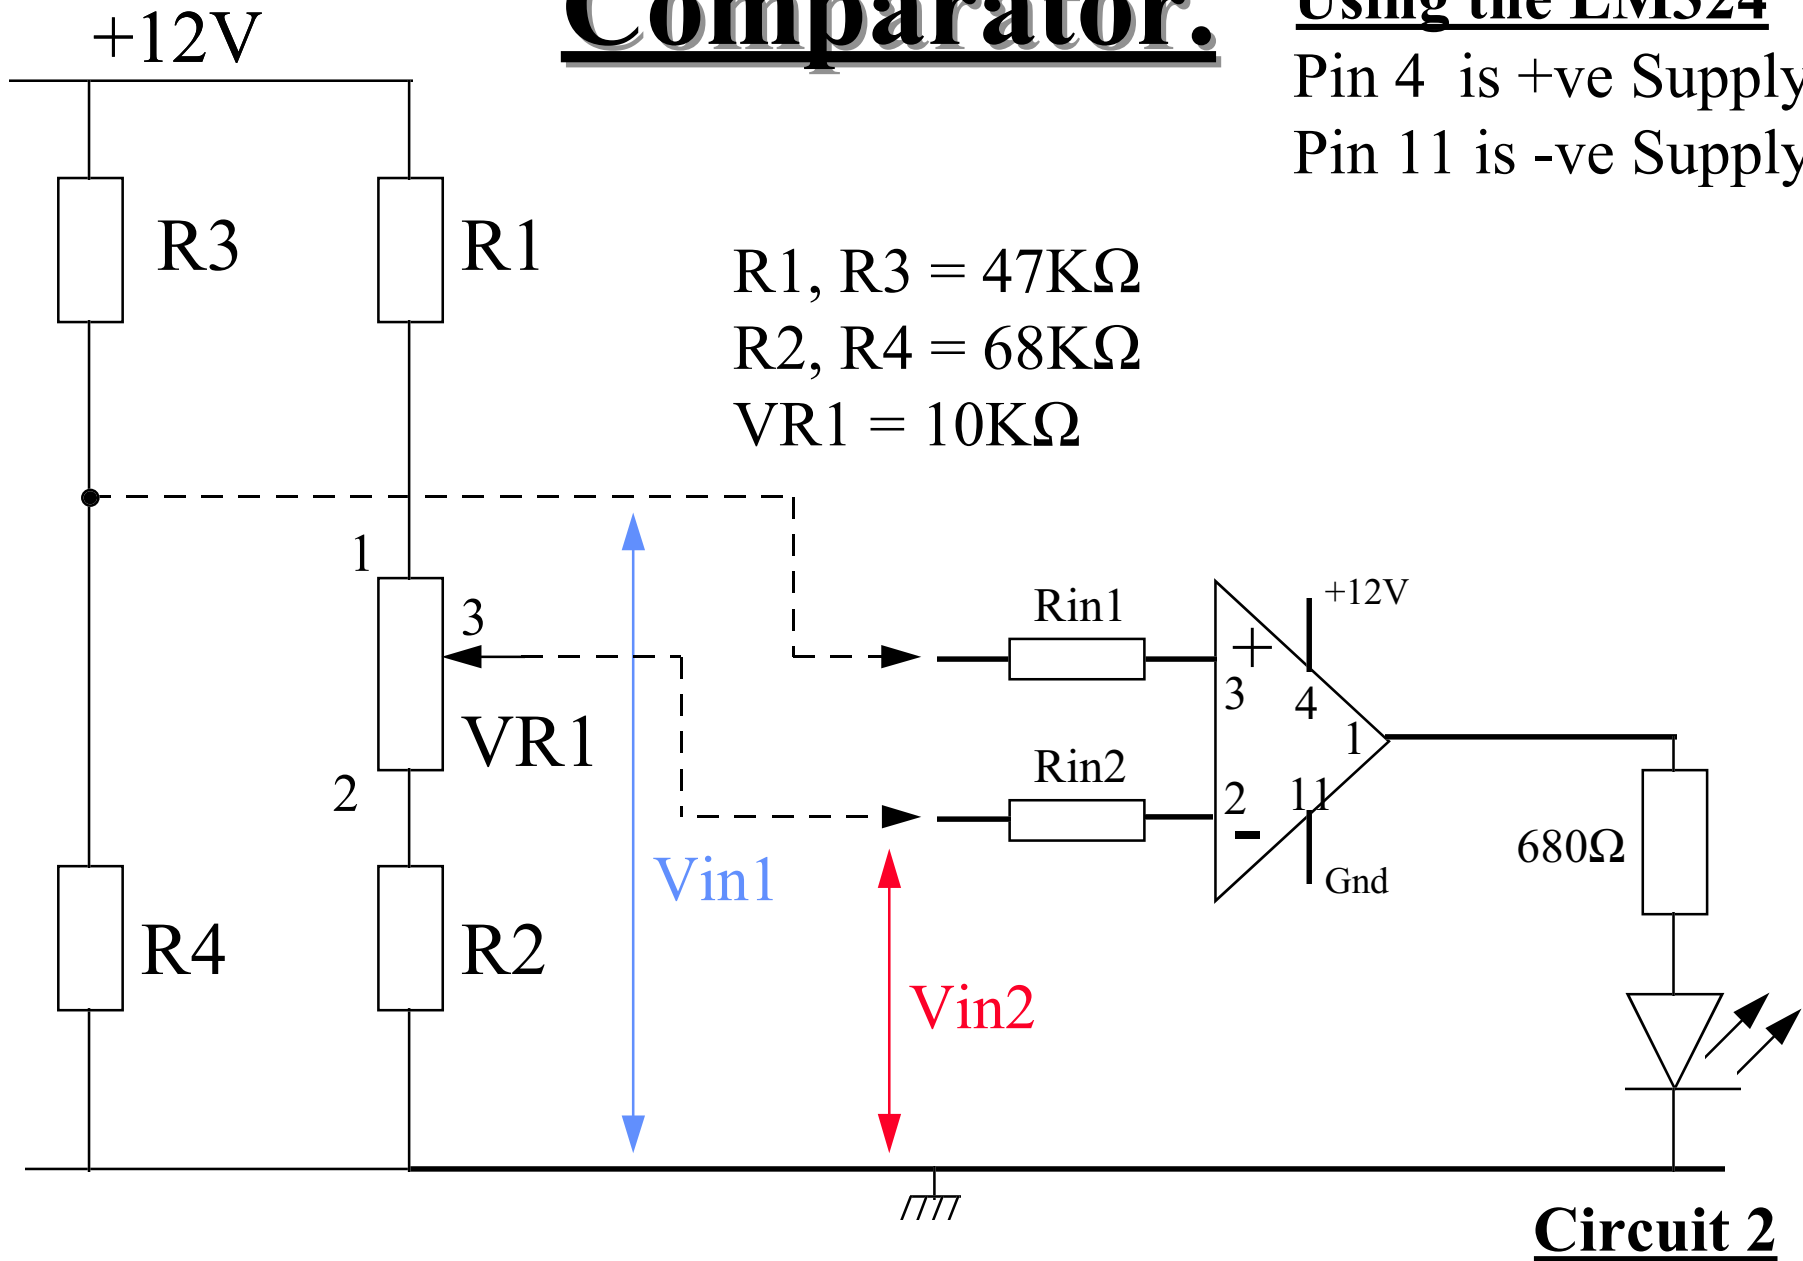 Comparator.
Using the LM324
Pin 4 is +ve Supply
Pin 11 is -ve Supply
+12V
R3
R1
R1, R3 = 47KΩ
R2, R4 = 68KΩ
VR1 = 10KΩ
1
3
VR1
2
Rin1
+12V
+
3
4
1
Rin2
2
11
-
Gnd
680Ω
Vin1
R4
R2
Vin2
Circuit 2